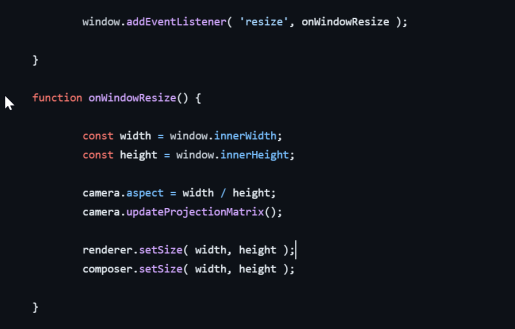 window.addEventListener( 'resize', onWindowResize );
}
function onWindowResize() {
const width = window.innerWidth;
const height = window.innerHeight;
camera.aspect = width / height;
camera.updateProjectionMatrix();
renderer.setSize( width, height );
composer.setSize( width, height );
}